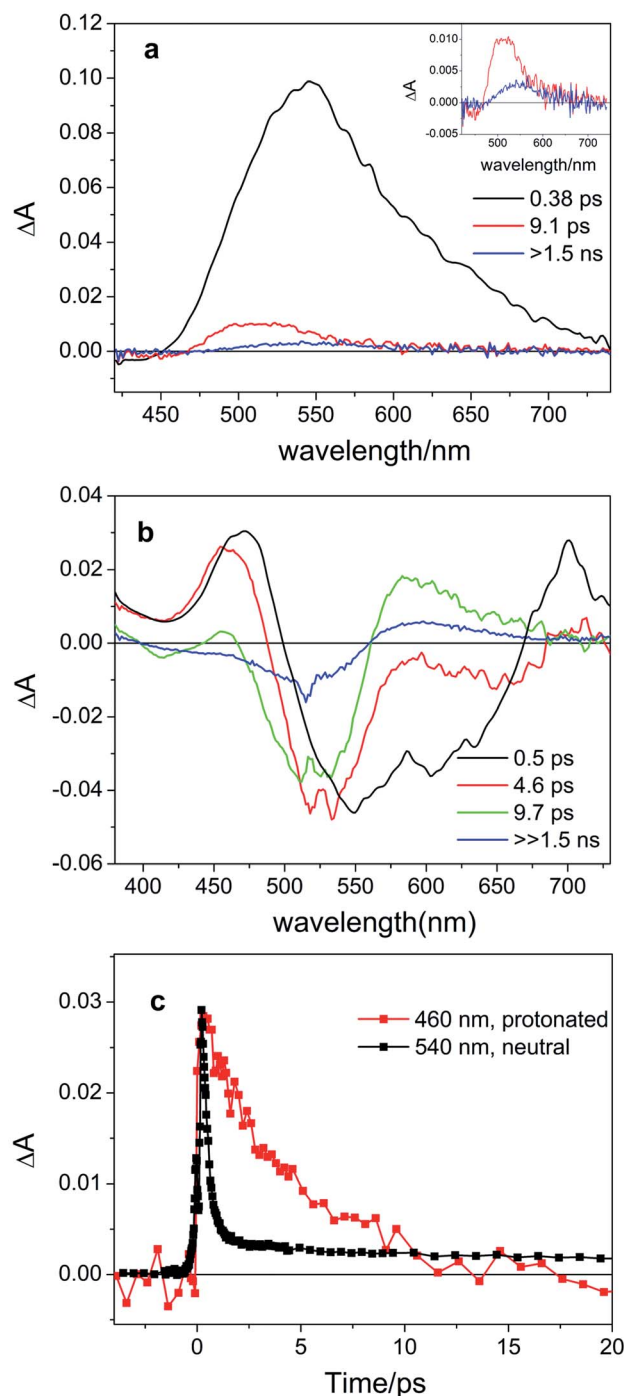 a
0.12
0.10
0.08
0.06
0.04
0.02
0.00
ΔA
0.010
0.005
0.000
-0.005
ΔA
500 600 700
wavelength/nm
0.38 ps
9.1 ps
>1.5 ns
450 500 550 600 650 700
wavelength/nm
b
0.04
0.02
0.00
-0.02
-0.04
-0.06
ΔA
0.5 ps
4.6 ps
9.7 ps
>>1.5 ns
400 450 500 550 600 650 700
wavelength(nm)
c
0.03
0.02
0.01
0.00
ΔA
460 nm, protonated
540 nm, neutral
0 5 10 15 20
Time/ps